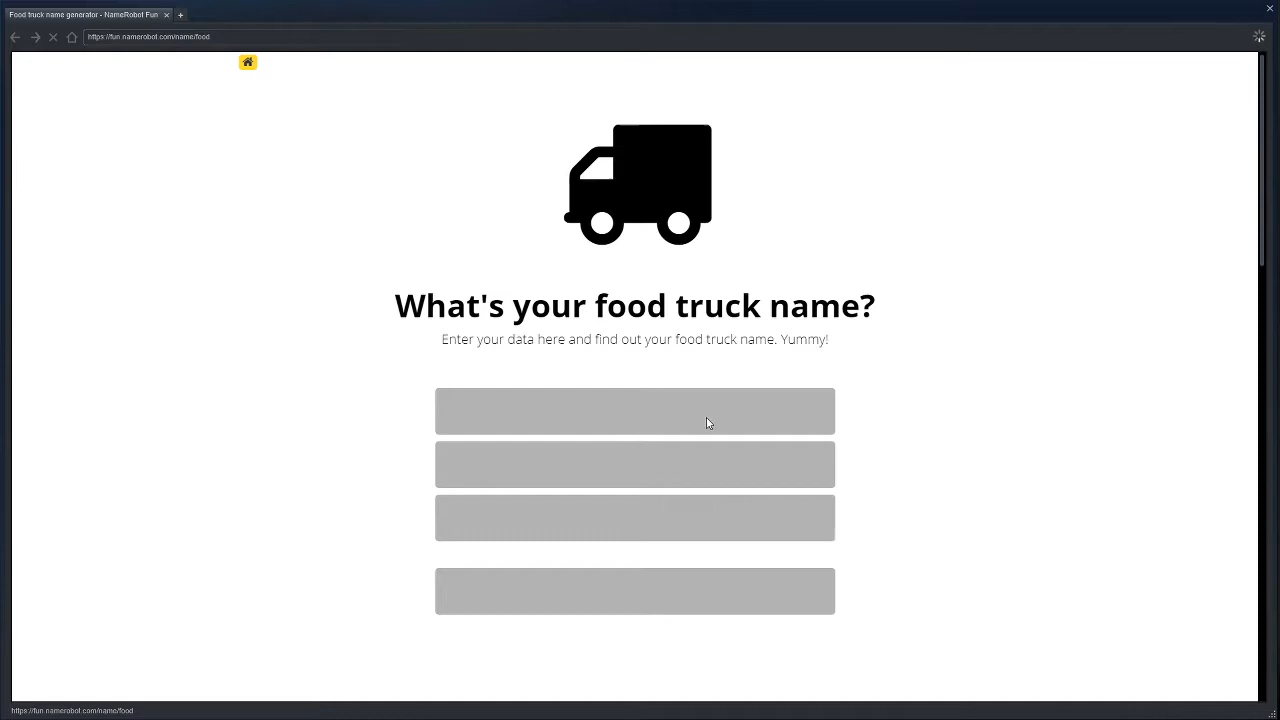 Food truck name generator - NameRobot Fun
https://fun.namerobot.com/name/food
What's your food truck name?
Enter your data here and find out your food truck name. Yummy!
https://fun.namerobot.com/name/food